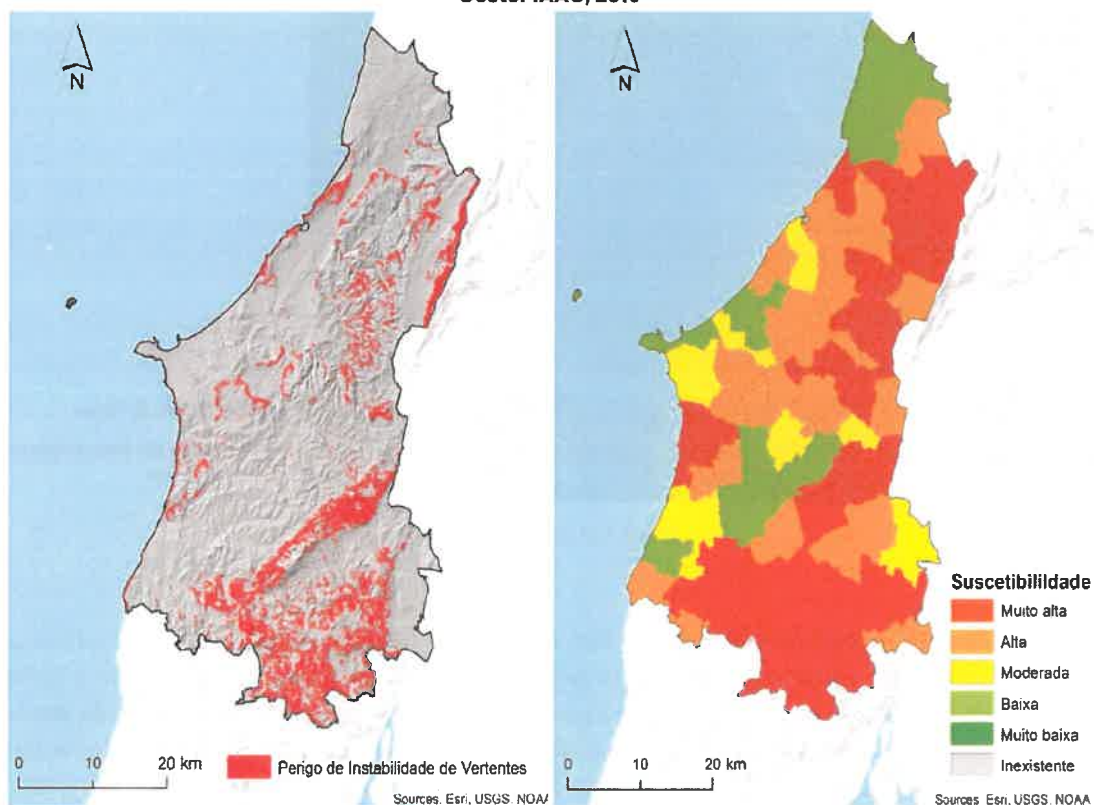 N
N
Suscetibilildade
Muito alta
Alta
Moderada
Baixa
Muito baixa
Inexistente
0 10 20 km
Perigo de Instabilidade de Vertentes
0 10 20 km
Sources. Esri, USGS. NOAA
Sources. Esri, USGS. NOAA